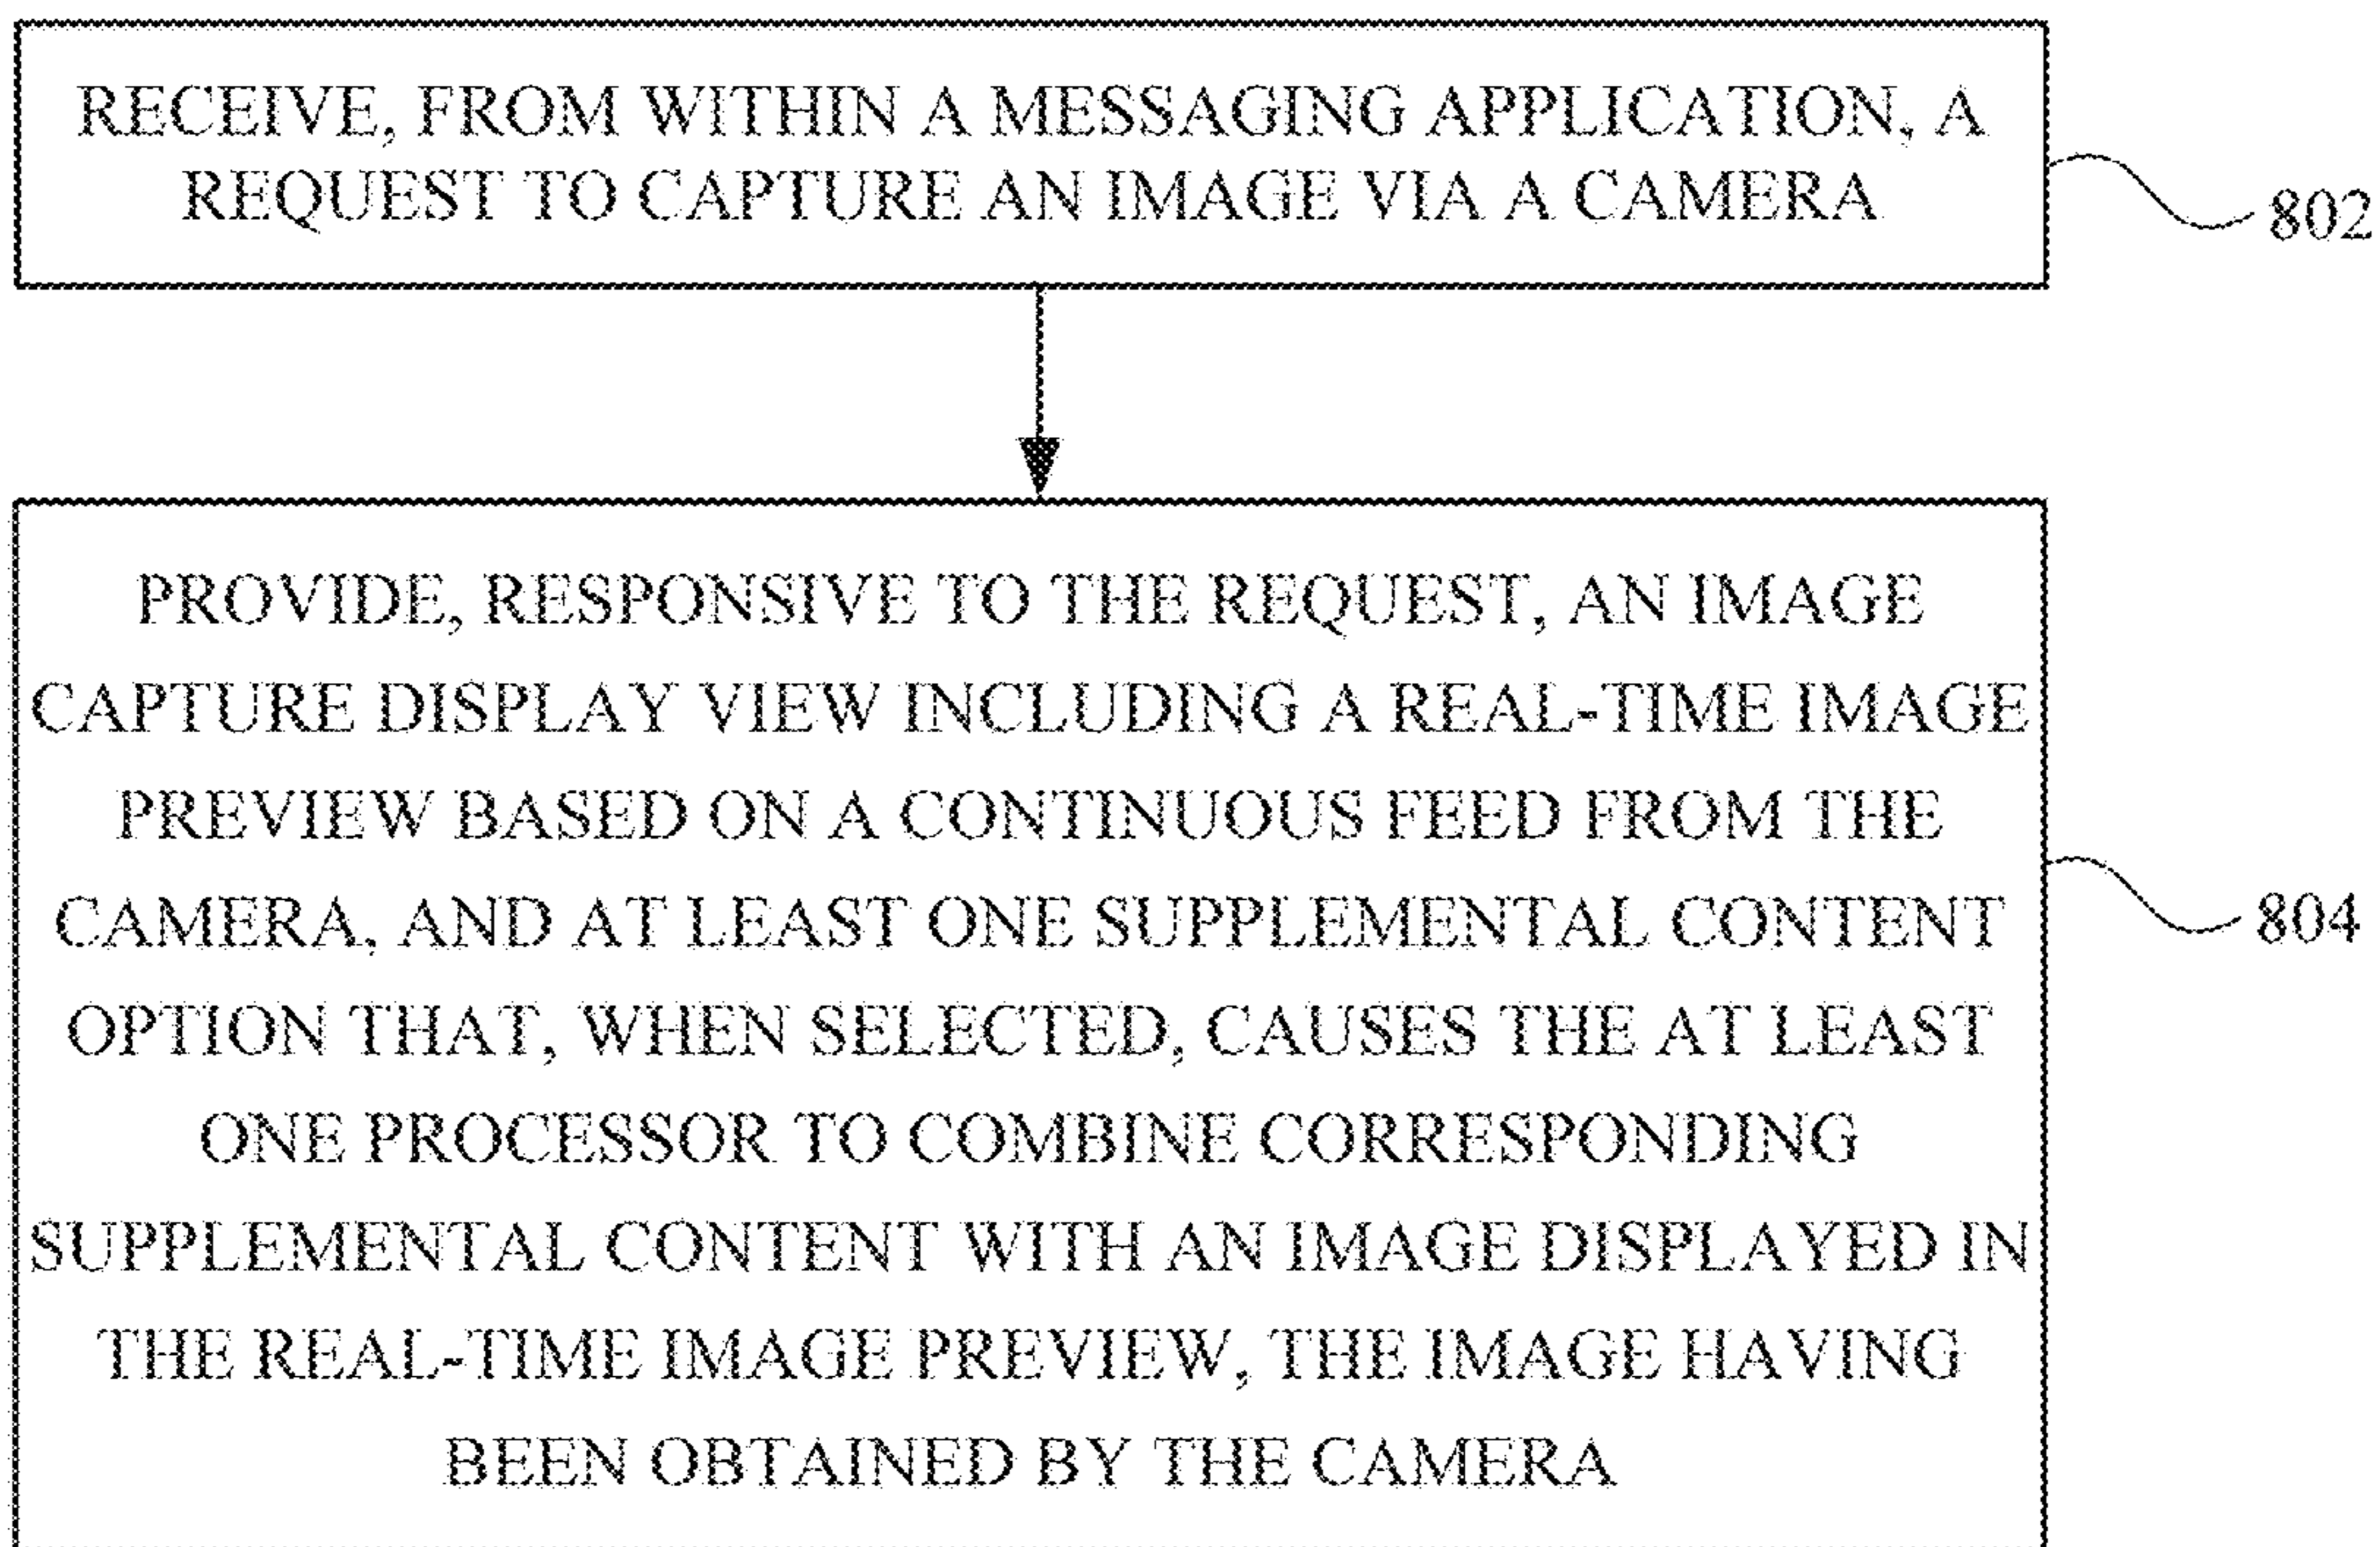 RECEIVE, FROM WITHIN A MESSAGING APPLICATION, A
REQUEST TO CAPTURE AN IMAGE VIA A CAMERA
802
PROVIDE, RESPONSIVE TO THE REQUEST, AN IMAGE
CAPTURE DISPLAY VIEW INCLUDING A REAL-TIME IMAGE
PREVIEW BASED ON A CONTINUOUS FEED FROM THE
CAMERA, AND AT LEAST ONE SUPPLEMENTAL CONTENT
OPTION THAT, WHEN SELECTED, CAUSES THE AT LEAST
ONE PROCESSOR TO COMBINE CORRESPONDING
SUPPLEMENTAL CONTENT WITH AN IMAGE DISPLAYED IN
THE REAL-TIME IMAGE PREVIEW, THE IMAGE HAVING
BEEN OBTAINED BY THE CAMERA
804